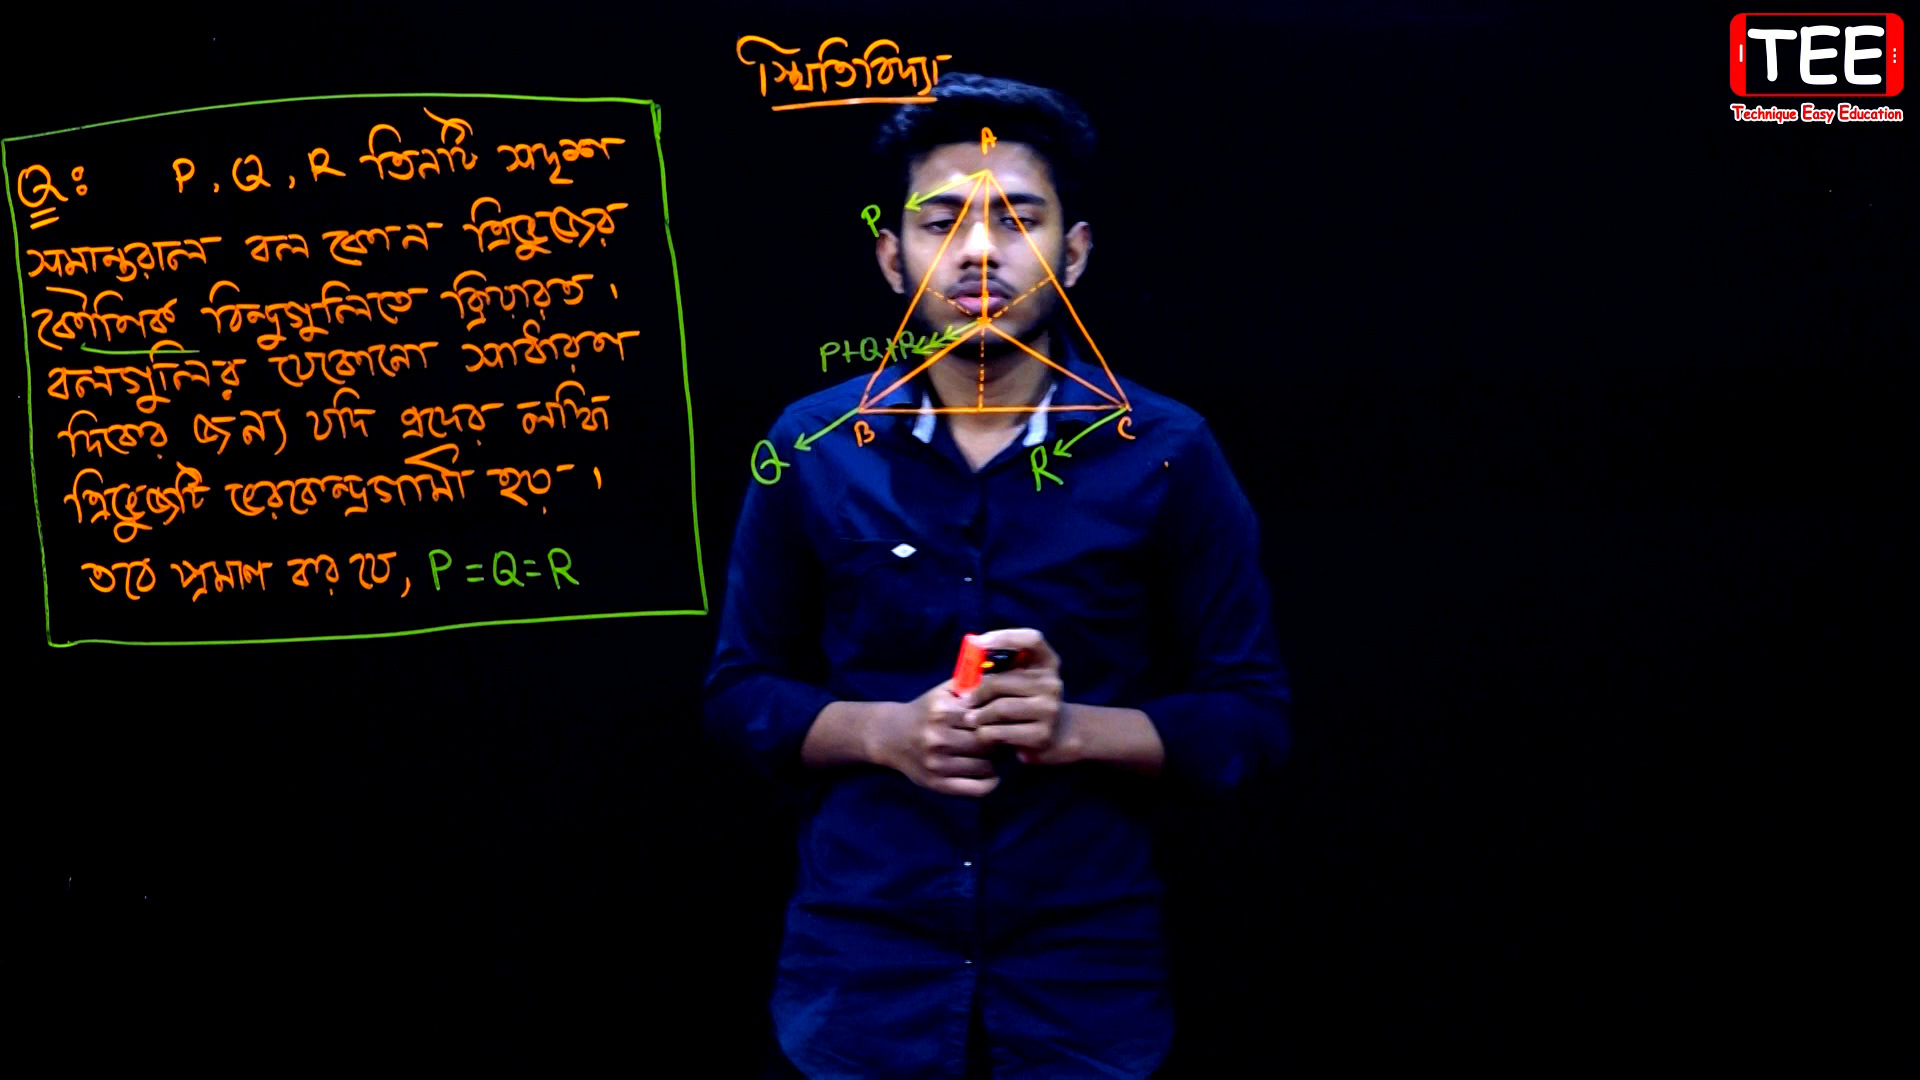 স্থিতিবিদ্যা
TEE
Technique Easy Education
Q: P, Q, R তিনটি সদৃশ
সমান্তরাল বল কোন ত্রিভুজের
কৌণিক বিন্দুগুলিতে ক্রিয়ারত।
বলগুলির যেকোনো সাধারণ
দিকের জন্য যদি এদের লব্ধি
ত্রিভুজটি ভরকেন্দ্রগামী হয়।
তবে প্রমাণ কর যে, P = Q = R
A
P
P+Q+R
B
C
Q
R